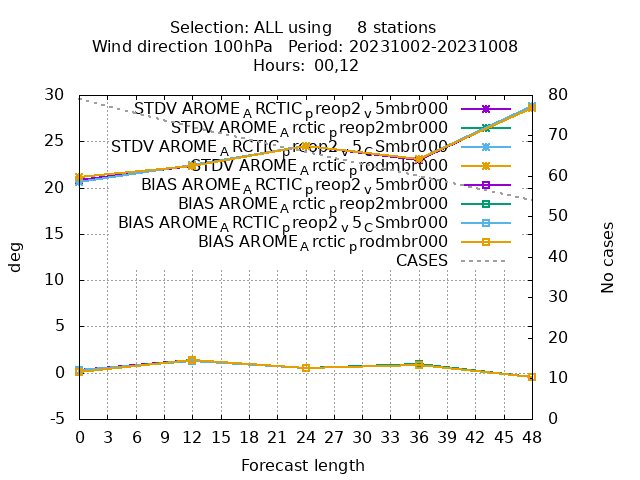 Selection: ALL using 8 stations
Wind direction 100hPa Period: 20231002-20231008
Hours: 00,12
30
25
20
15
10
5
0
-5
deg
80
70
60
50
40
30
20
10
0
No cases
STDV AROME_ARCTIC_preop2_v5mbr000
STDV AROME_Arctic_preop2mbr000
STDV AROME_ARCTIC_preop2_v5_CSmbr000
STDV AROME_Arctic_prodmbr000
BIAS AROME_ARCTIC_preop2_v5mbr000
BIAS AROME_Arctic_preop2mbr000
BIAS AROME_ARCTIC_preop2_v5_CSmbr000
BIAS AROME_Arctic_prodmbr000
CASES
0 3 6 9 12 15 18 21 24 27 30 33 36 39 42 45 48
Forecast length